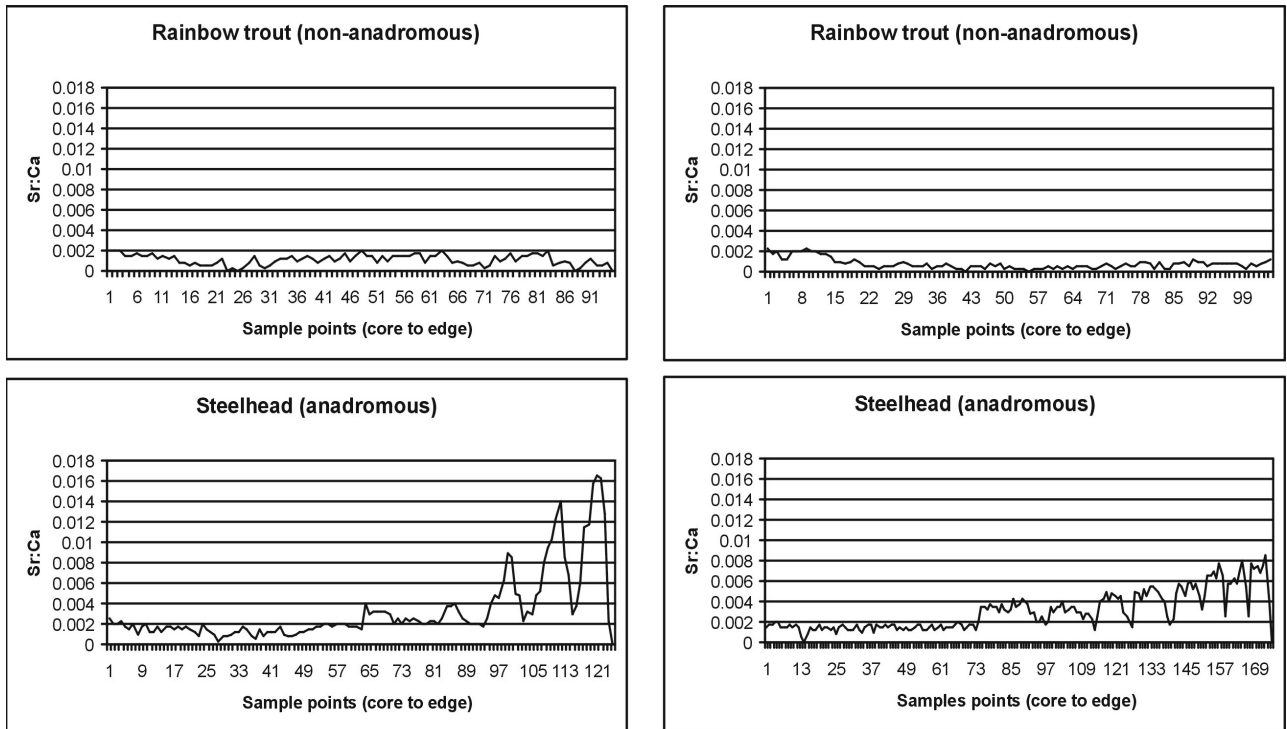 Rainbow trout (non-anadromous)
0.018
0.016
0.014
0.012
0.01
0.008
0.006
0.004
0.002
0
Sr:Ca
1 6 11 16 21 26 31 36 41 46 51 56 61 66 71 76 81 86 91
Sample points (core to edge)
Rainbow trout (non-anadromous)
0.018
0.016
0.014
0.012
0.01
0.008
0.006
0.004
0.002
0
Sr:Ca
1 8 15 22 29 36 43 50 57 64 71 78 85 92 99
Sample points (core to edge)
Steelhead (anadromous)
0.018
0.016
0.014
0.012
0.01
0.008
0.006
0.004
0.002
0
Sr:Ca
1 9 17 25 33 41 49 57 65 73 81 89 97 105 113 121
Sample points (core to edge)
Steelhead (anadromous)
0.018
0.016
0.014
0.012
0.01
0.008
0.006
0.004
0.002
0
Sr:Ca
1 13 25 37 49 61 73 85 97 109 121 133 145 157 169
Samples points (core to edge)